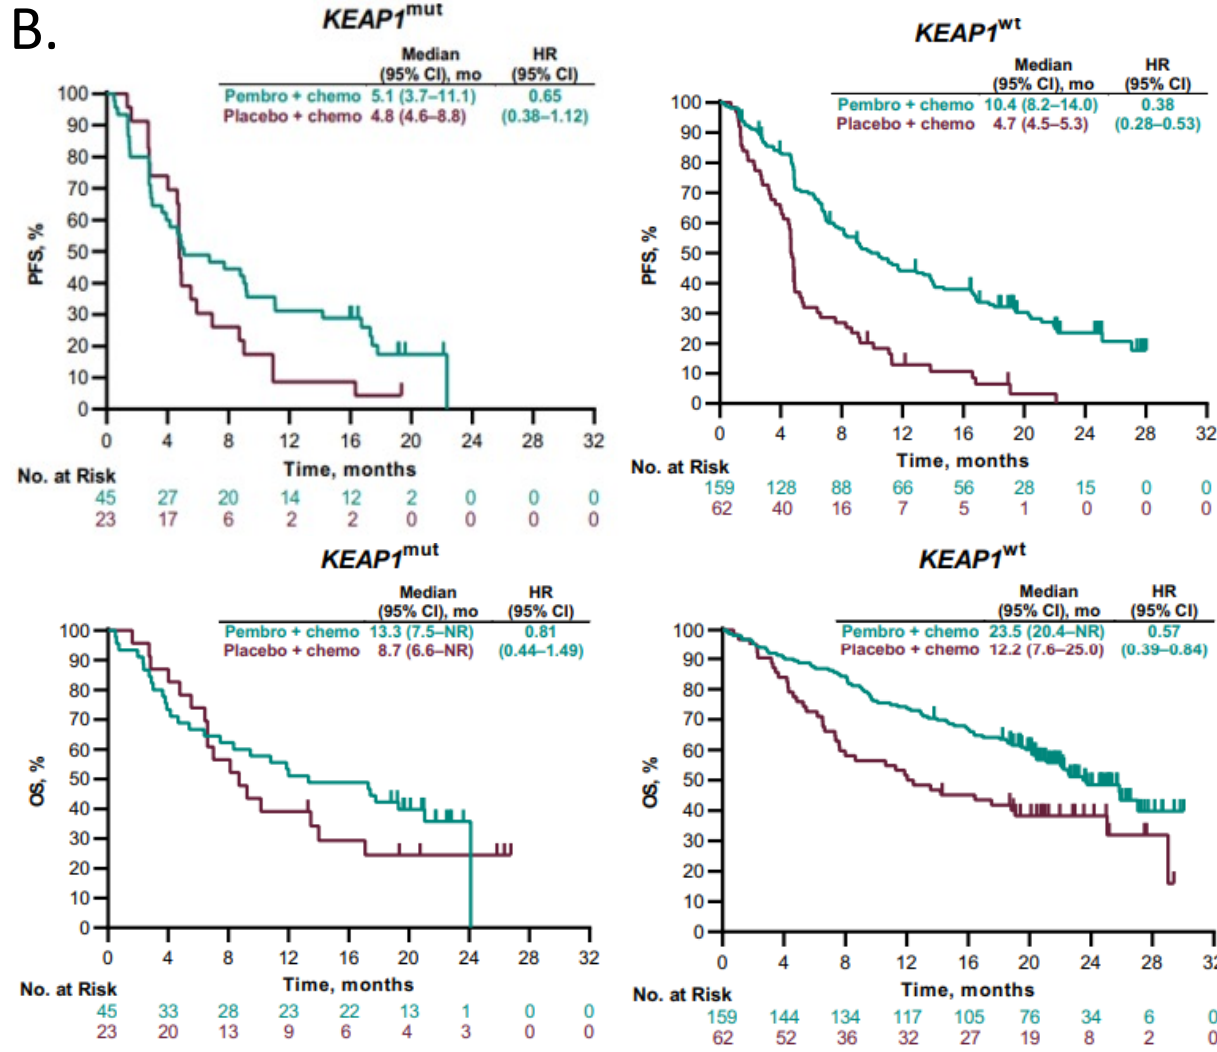 B.
KEAP1mut
Median HR
(95% CI), mo (95% CI)
Pembro + chemo 5.1 (3.7–11.1) 0.65
Placebo + chemo 4.8 (4.6–8.8) (0.38–1.12)
PFS, %
100
90
80
70
60
50
40
30
20
10
0
0 4 8 12 16 20 24 28 32
Time, months
No. at Risk
45 27 20 14 12 2 0 0 0
23 17 6 2 2 0 0 0 0
KEAP1wt
Median HR
(95% CI), mo (95% CI)
Pembro + chemo 10.4 (8.2–14.0) 0.38
Placebo + chemo 4.7 (4.5–5.3) (0.28–0.53)
PFS, %
100
90
80
70
60
50
40
30
20
10
0
0 4 8 12 16 20 24 28 32
Time, months
No. at Risk
159 128 88 66 56 28 15 0 0
62 40 16 7 5 1 0 0 0
KEAP1mut
Median HR
(95% CI), mo (95% CI)
Pembro + chemo 13.3 (7.5–NR) 0.81
Placebo + chemo 8.7 (6.6–NR) (0.44–1.49)
OS, %
100
90
80
70
60
50
40
30
20
10
0
0 4 8 12 16 20 24 28 32
Time, months
No. at Risk
45 33 28 23 22 13 1 0 0
23 20 13 9 6 4 3 0 0
KEAP1wt
Median HR
(95% CI), mo (95% CI)
Pembro + chemo 23.5 (20.4–NR) 0.57
Placebo + chemo 12.2 (7.6–25.0) (0.39–0.84)
OS, %
100
90
80
70
60
50
40
30
20
10
0
0 4 8 12 16 20 24 28 32
Time, months
No. at Risk
159 144 134 117 105 76 34 6 0
62 52 36 32 27 19 8 2 0